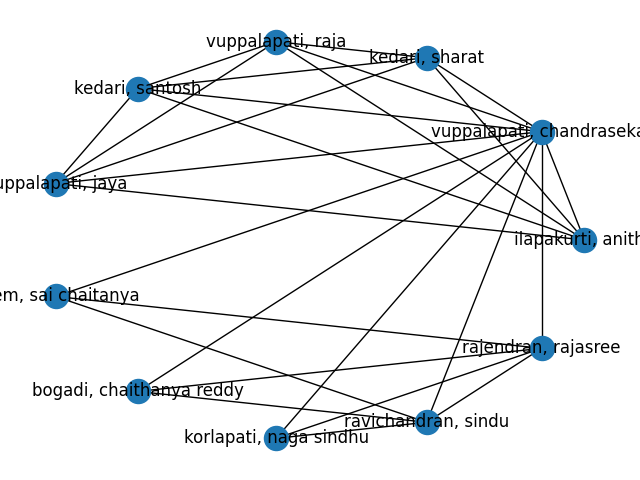 vuppalapati, raja
kedari, sharat
kedari, santosh
vuppalapati, chandraseka
uppalapati, jaya
ilapakurti, anith
em, sai chaitanya
rajendran, rajasree
bogadi, chaithanya reddy
ravichandran, sindu
korlapati, naga sindhu